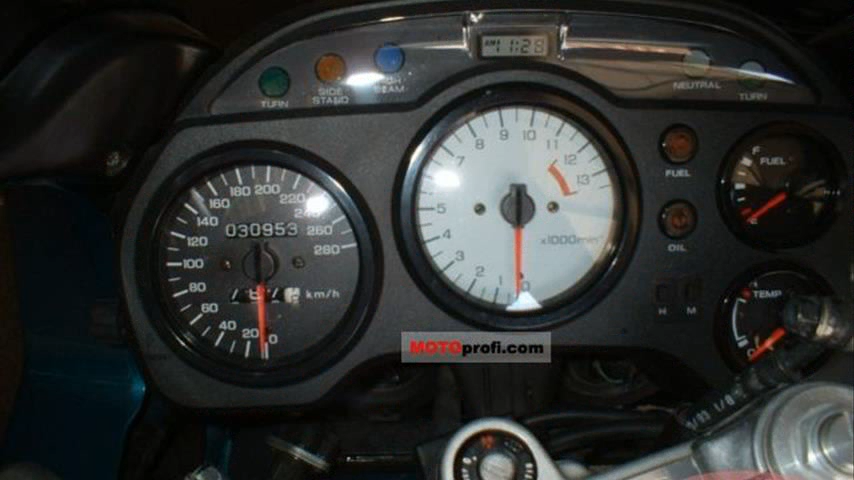 AM 11:28
TURN
SIDE STAND
HIGH BEAM
NEUTRAL
TURN
0 20 40 60 80 100 120 140 160 180 200 220 240 260 280
030953
km/h
0 1 2 3 4 5 6 7 8 9 10 11 12 13
x1000min
FUEL
OIL
H M
F
FUEL
TEMP
MOTOprofi.com